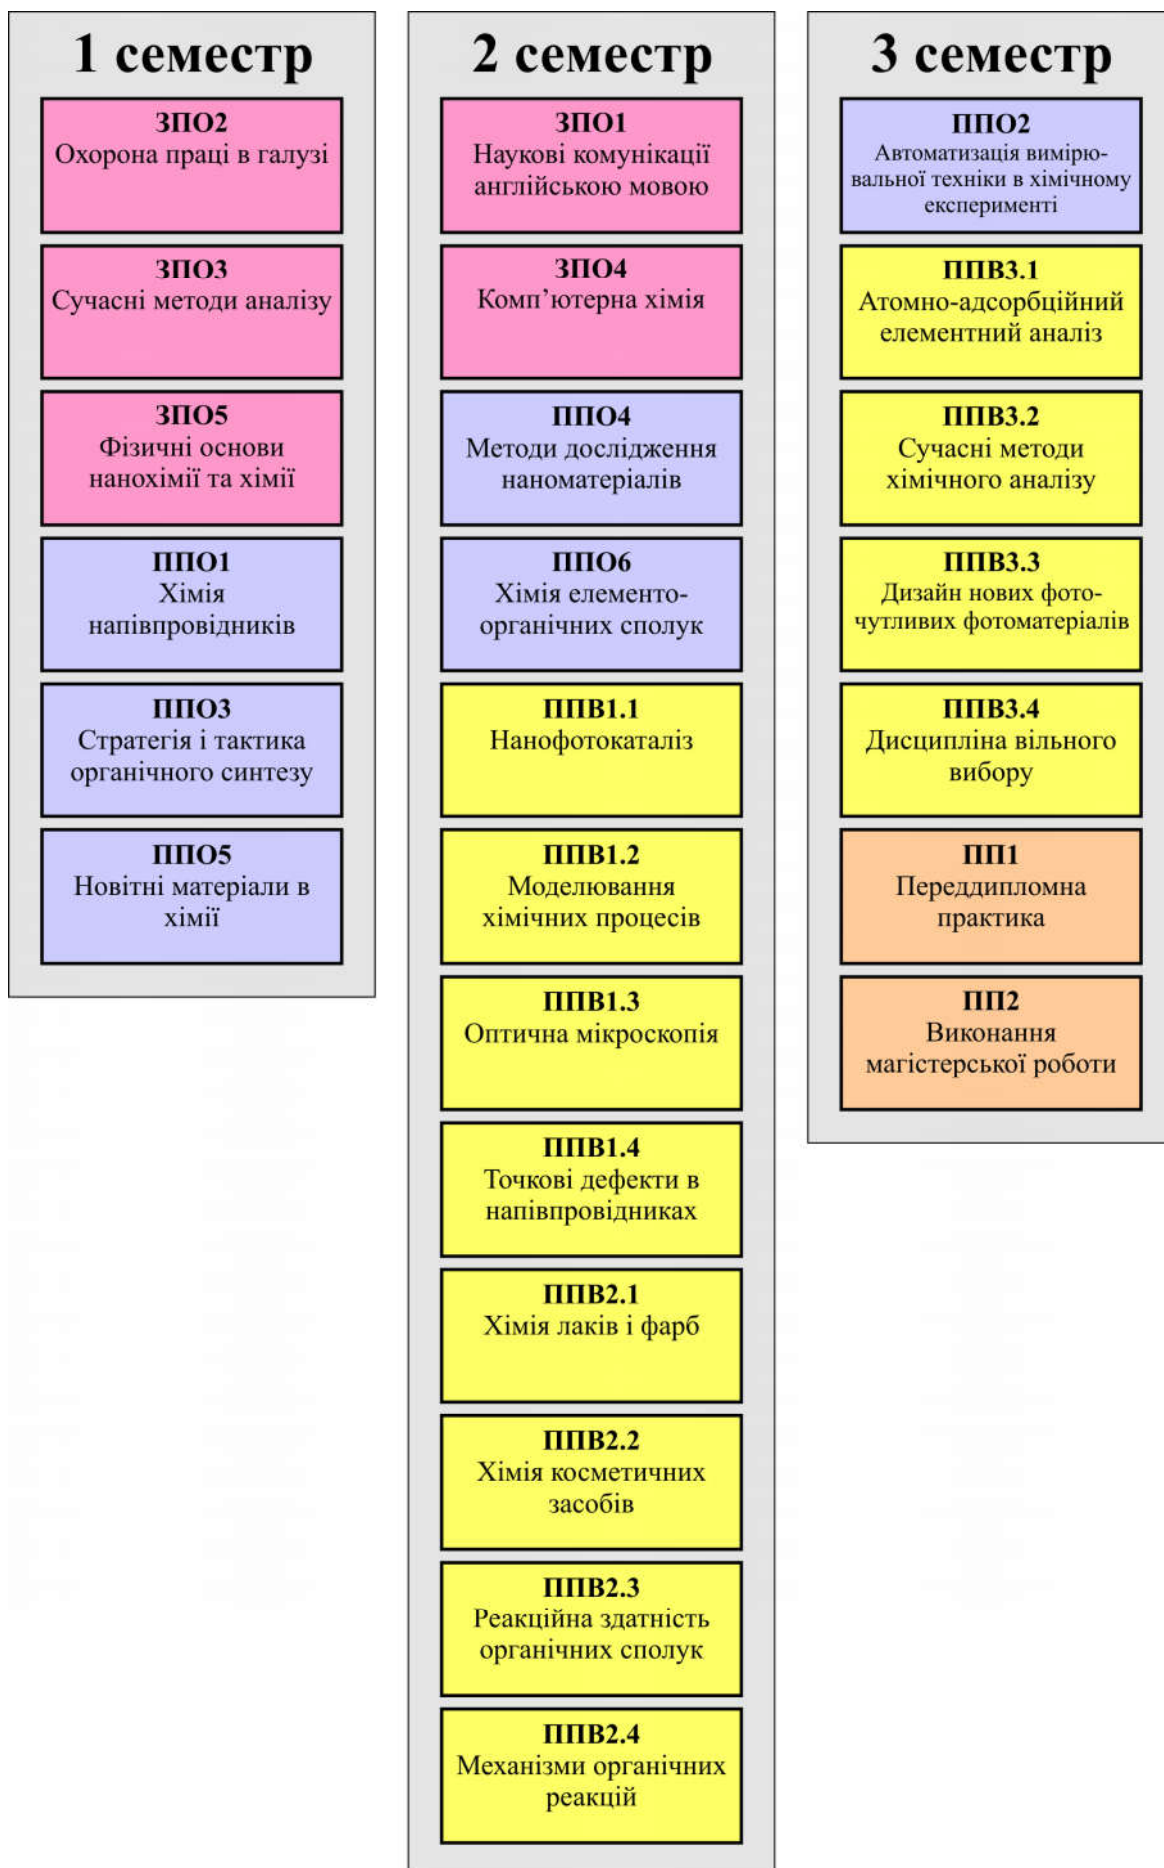 1 семестр
ЗПО2
Охорона праці в галузі
ЗПО3
Сучасні методи аналізу
ЗПО5
Фізичні основи
нанохімії та хімії
ППО1
Хімія
напівпровідників
ППО3
Стратегія і тактика
органічного синтезу
ППО5
Новітні матеріали в
хімії
2 семестр
ЗПО1
Наукові комунікації
англійською мовою
ЗПО4
Комп’ютерна хімія
ППО4
Методи дослідження
наноматеріалів
ППО6
Хімія елементо-
органічних сполук
ППВ1.1
Нанофотокаталіз
ППВ1.2
Моделювання
хімічних процесів
ППВ1.3
Оптична мікроскопія
ППВ1.4
Точкові дефекти в
напівпровідниках
ППВ2.1
Хімія лаків і фарб
ППВ2.2
Хімія косметичних
засобів
ППВ2.3
Реакційна здатність
органічних сполук
ППВ2.4
Механізми органічних
реакцій
3 семестр
ППО2
Автоматизація вимірю-
вальної техніки в хімічному
експерименті
ППВ3.1
Атомно-адсорбційний
елементний аналіз
ППВ3.2
Сучасні методи
хімічного аналізу
ППВ3.3
Дизайн нових фото-
чутливих фотоматеріалів
ППВ3.4
Дисципліна вільного
вибору
ПП1
Переддипломна
практика
ПП2
Виконання
магістерської роботи